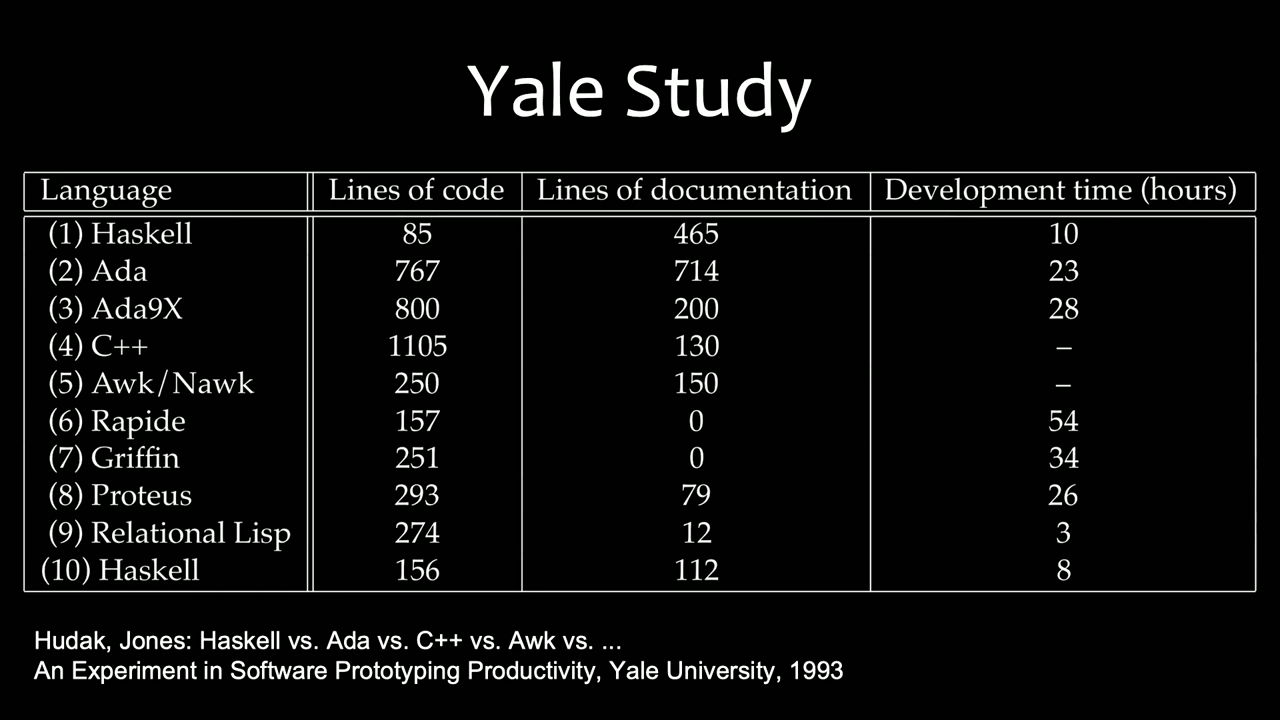 Yale Study
Language Lines of code Lines of documentation Development time (hours)
(1) Haskell 85 465 10
(2) Ada 767 714 23
(3) Ada9X 800 200 28
(4) C++ 1105 130 –
(5) Awk/Nawk 250 150 –
(6) Rapide 157 0 54
(7) Griffin 251 0 34
(8) Proteus 293 79 26
(9) Relational Lisp 274 12 3
(10) Haskell 156 112 8
Hudak, Jones: Haskell vs. Ada vs. C++ vs. Awk vs. ...
An Experiment in Software Prototyping Productivity, Yale University, 1993